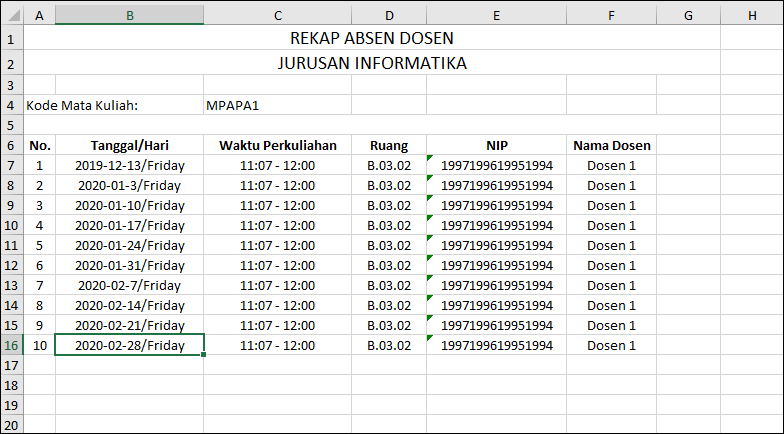 A B C D E F G H
1 REKAP ABSEN DOSEN
2 JURUSAN INFORMATIKA
3
4 Kode Mata Kuliah: MPAPA1
5
6 No. Tanggal/Hari Waktu Perkuliahan Ruang NIP Nama Dosen
7 1 2019-12-13/Friday 11:07 - 12:00 B.03.02 1997199619951994 Dosen 1
8 2 2020-01-3/Friday 11:07 - 12:00 B.03.02 1997199619951994 Dosen 1
9 3 2020-01-10/Friday 11:07 - 12:00 B.03.02 1997199619951994 Dosen 1
10 4 2020-01-17/Friday 11:07 - 12:00 B.03.02 1997199619951994 Dosen 1
11 5 2020-01-24/Friday 11:07 - 12:00 B.03.02 1997199619951994 Dosen 1
12 6 2020-01-31/Friday 11:07 - 12:00 B.03.02 1997199619951994 Dosen 1
13 7 2020-02-7/Friday 11:07 - 12:00 B.03.02 1997199619951994 Dosen 1
14 8 2020-02-14/Friday 11:07 - 12:00 B.03.02 1997199619951994 Dosen 1
15 9 2020-02-21/Friday 11:07 - 12:00 B.03.02 1997199619951994 Dosen 1
16 10 2020-02-28/Friday 11:07 - 12:00 B.03.02 1997199619951994 Dosen 1
17
18
19
20